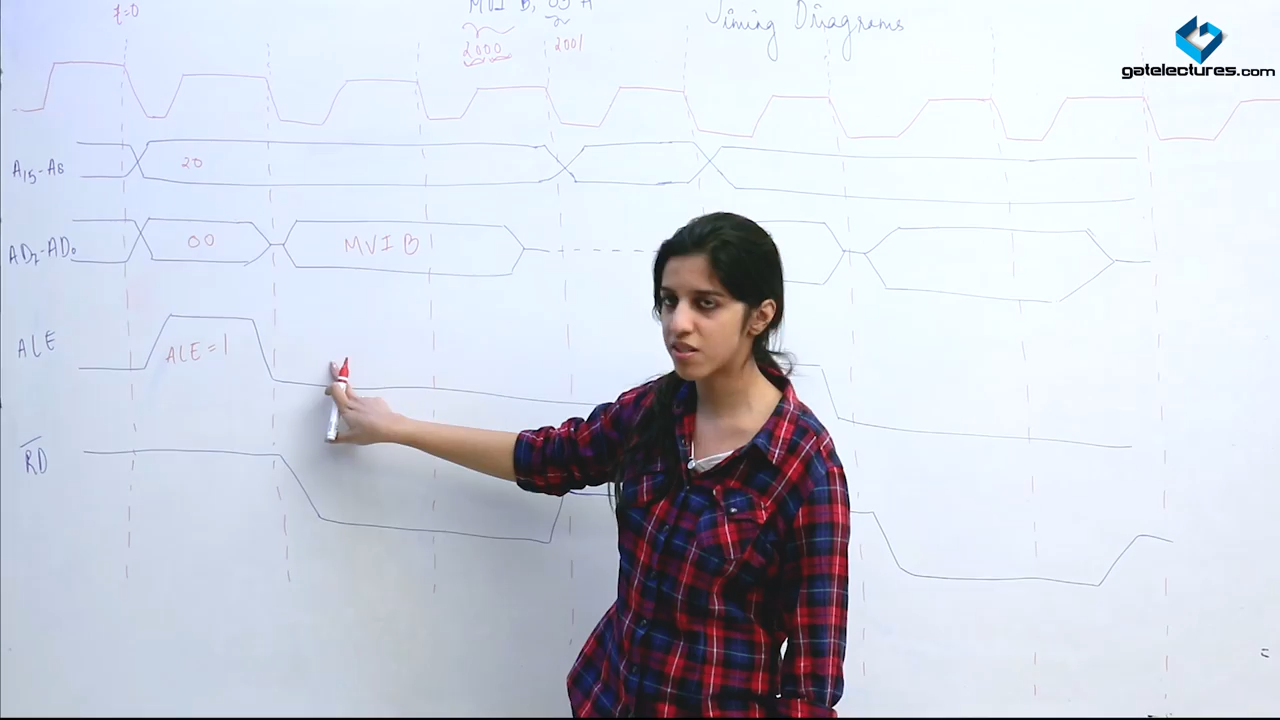 t=0
MVI B, 05 H
Timing Diagrams
2000
2001
gatelectures.com
A15-A8
20
AD7-AD0
00
MVI B
ALE
ALE = 1
RD
=